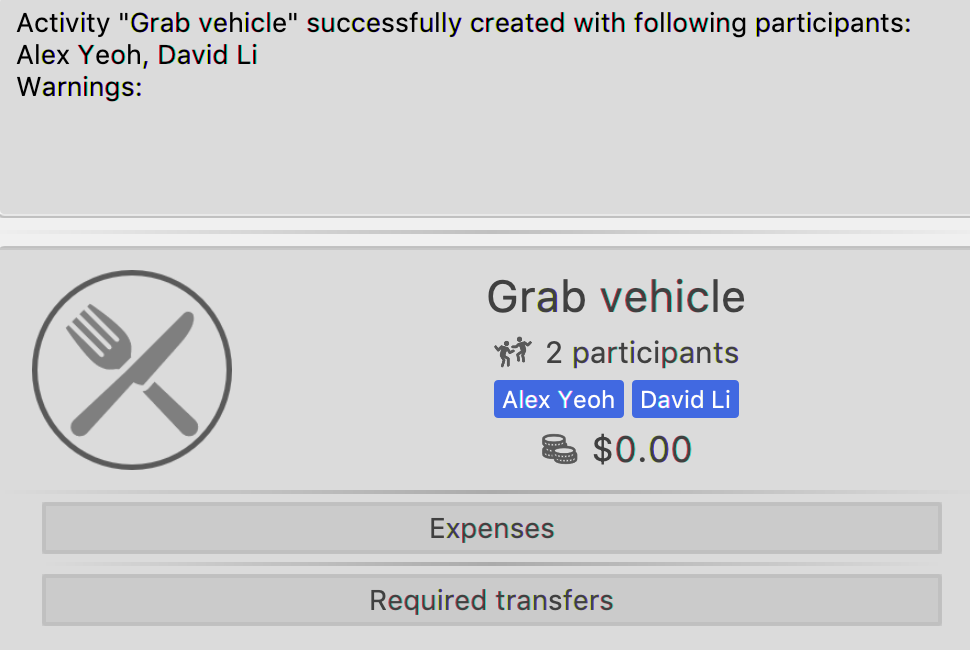 Activity "Grab vehicle" successfully created with following participants:
Alex Yeoh, David Li
Warnings:
Grab vehicle
2 participants
Alex Yeoh David Li
$0.00
Expenses
Required transfers